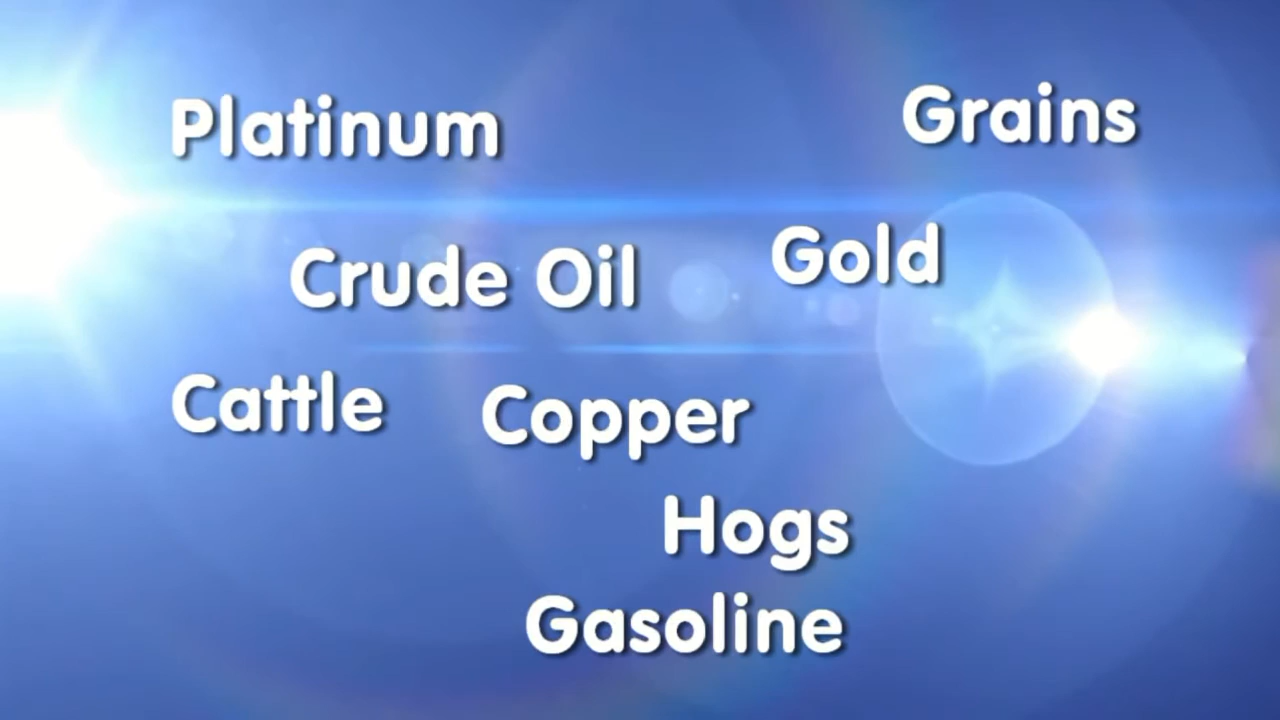 Platinum
Grains
Crude Oil
Gold
Cattle
Copper
Hogs
Gasoline